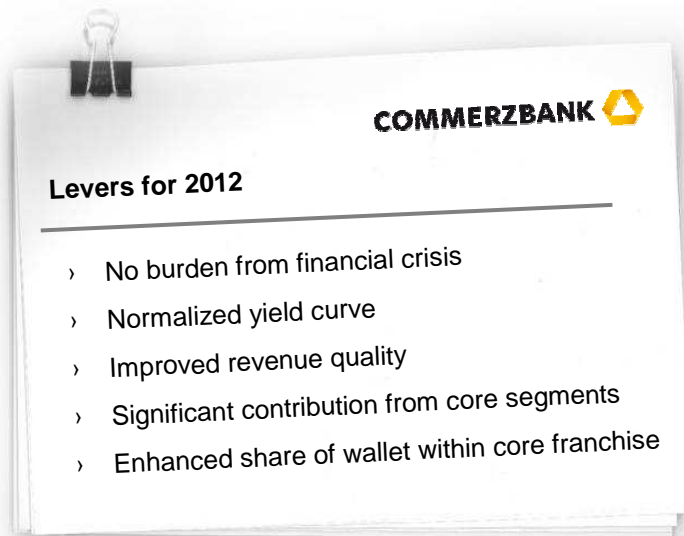 COMMERZBANK
Levers for 2012
› No burden from financial crisis
› Normalized yield curve
› Improved revenue quality
› Significant contribution from core segments
› Enhanced share of wallet within core franchise